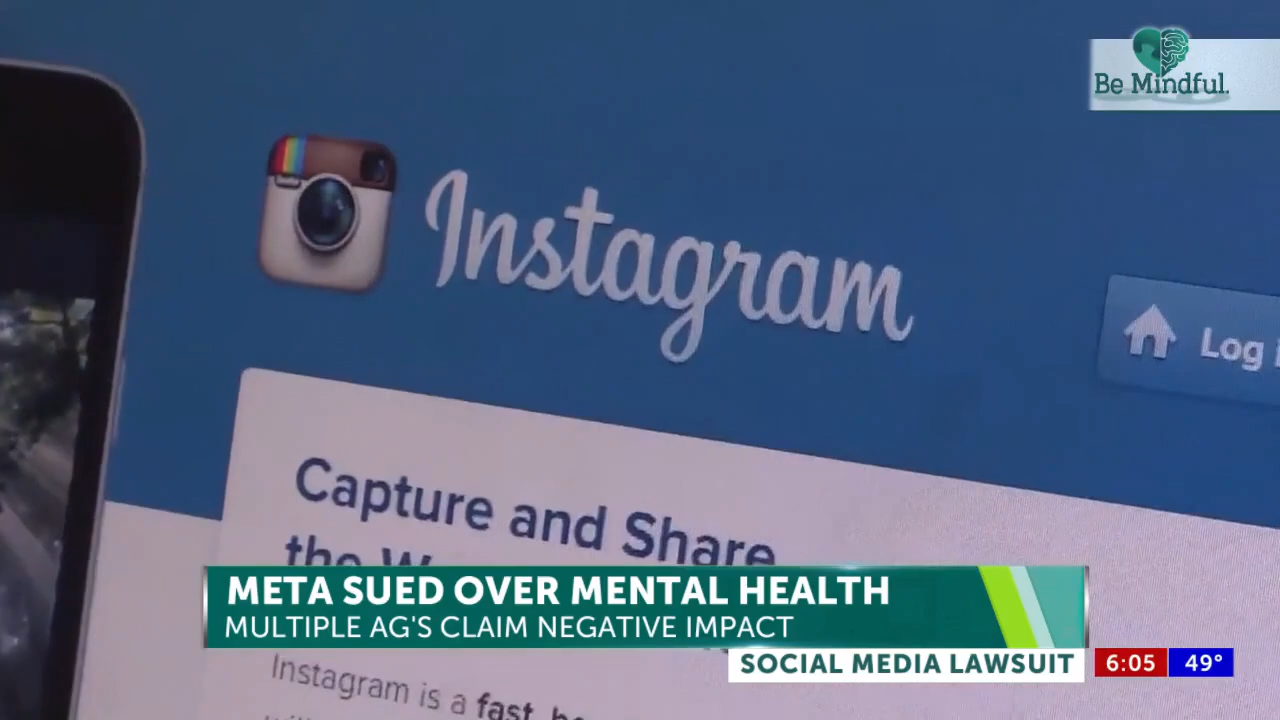 Be Mindful.
Instagram
Log
Capture and Share
the
META SUED OVER MENTAL HEALTH
MULTIPLE AG'S CLAIM NEGATIVE IMPACT
SOCIAL MEDIA LAWSUIT
6:05 49°
Instagram is a fast